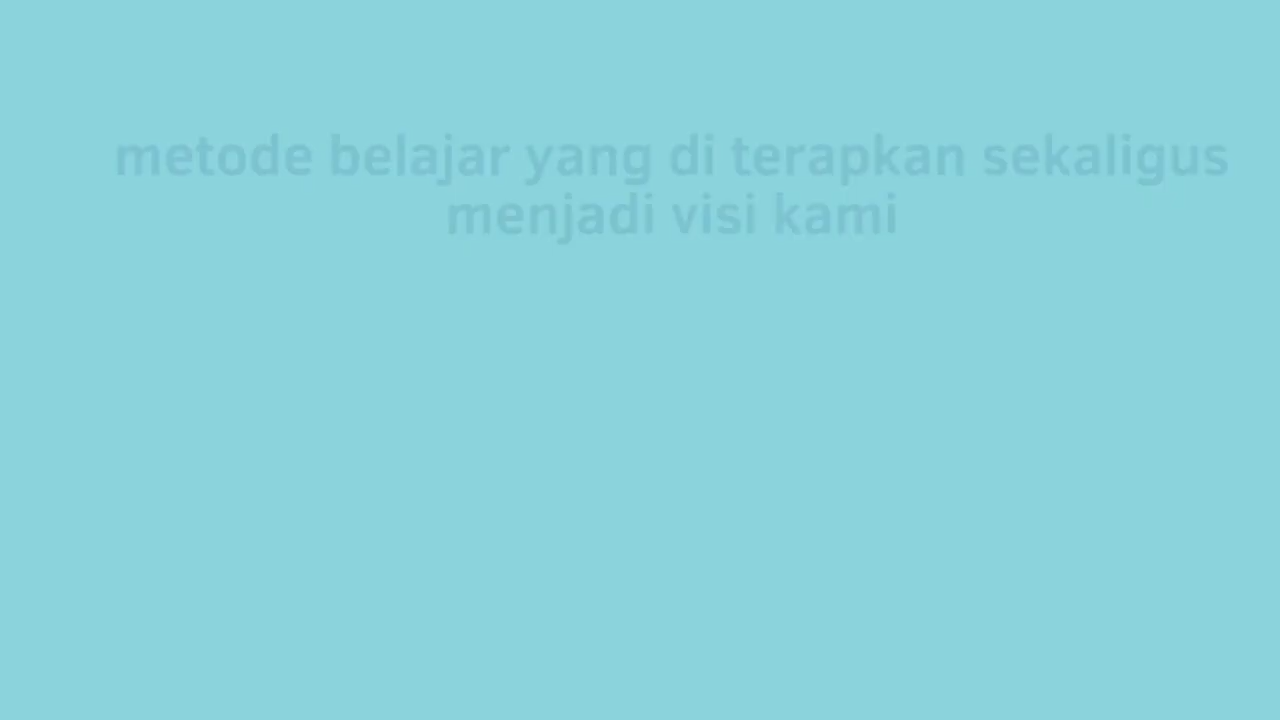 metode belajar yang di terapkan sekaligus
menjadi visi kami